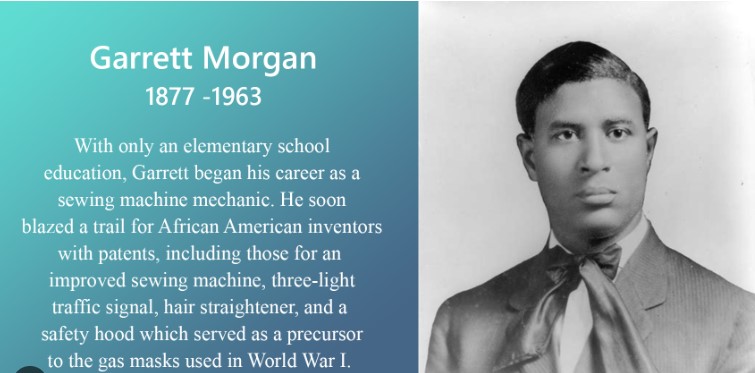 Garrett Morgan
1877 -1963
With only an elementary school
education, Garrett began his career as a
sewing machine mechanic. He soon
blazed a trail for African American inventors
with patents, including those for an
improved sewing machine, three-light
traffic signal, hair straightener, and a
safety hood which served as a precursor
to the gas masks used in World War I.